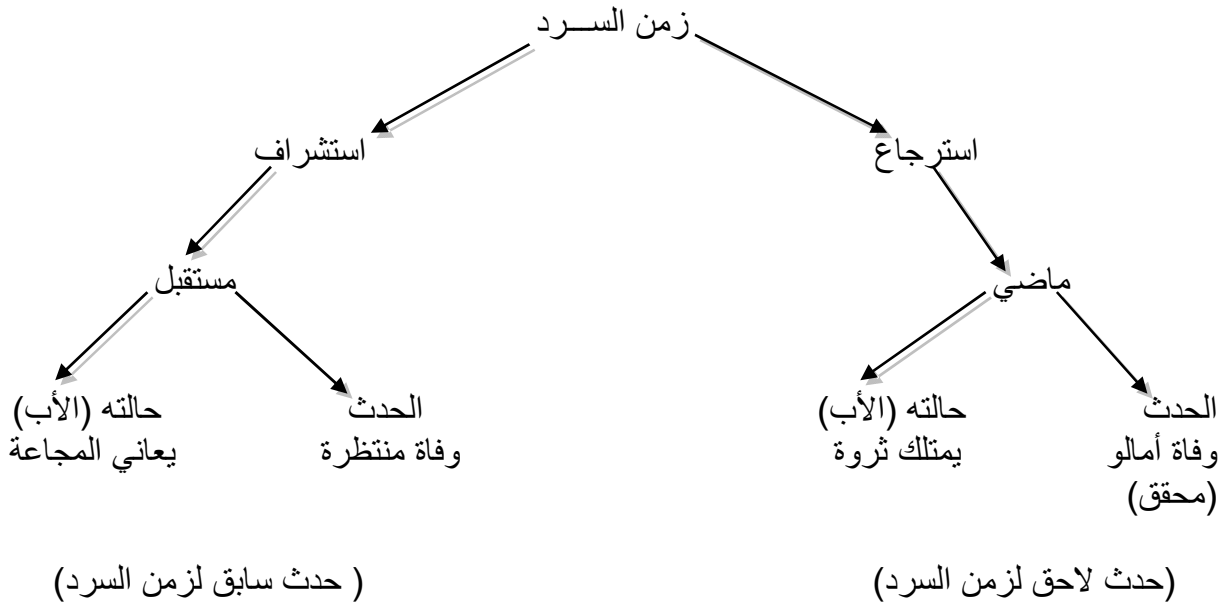 زمن الســـرد
استرجاع
استشراف
ماضي
مستقبل
الحدث
وفاة أمالو
(محقق)
حالته (الأب)
يمتلك ثروة
الحدث
وفاة منتظرة
حالته (الأب)
يعاني المجاعة
(حدث لاحق لزمن السرد)
( حدث سابق لزمن السرد)